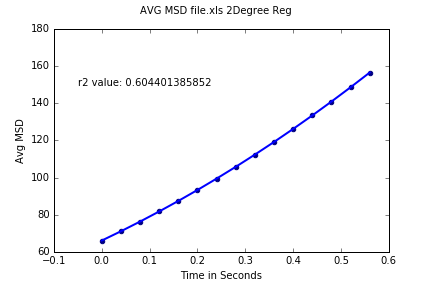 AVG MSD file.xls 2Degree Reg
180
160
140
120
100
80
60
r2 value: 0.604401385852
Avg MSD
−0.1 0.0 0.1 0.2 0.3 0.4 0.5 0.6
Time in Seconds